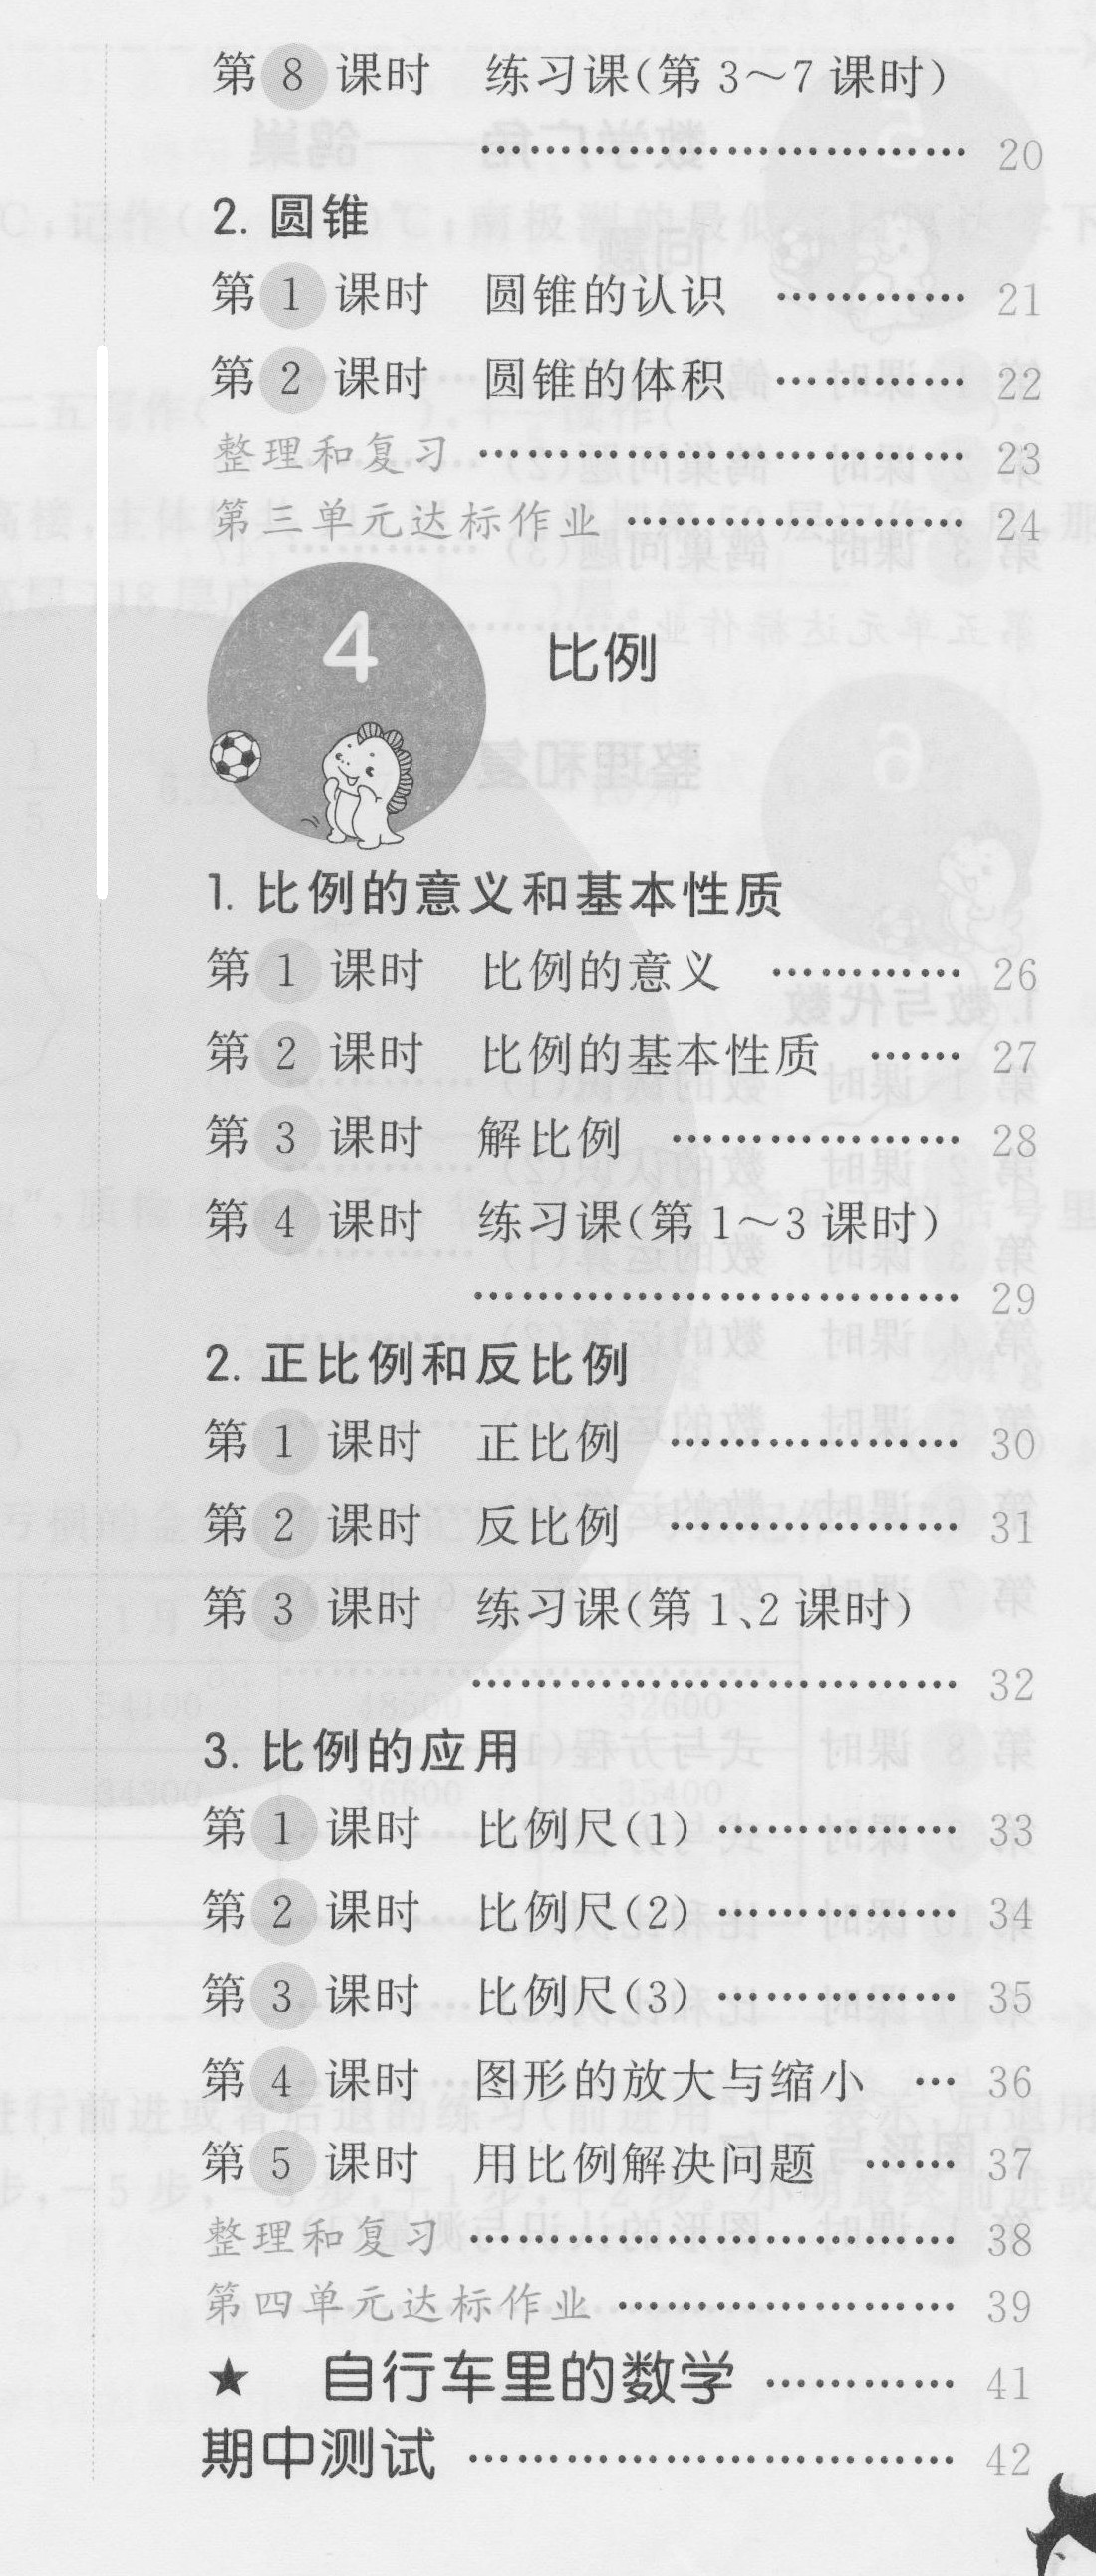 第8课时 练习课(第3～7课时)
…………………………… 20
2. 圆锥
第1课时 圆锥的认识 ………… 21
第2课时 圆锥的体积 ………… 22
整理和复习 …………………………… 23
第三单元达标作业 ………………… 24
4 比例
1. 比例的意义和基本性质
第1课时 比例的意义 ………… 26
第2课时 比例的基本性质 …… 27
第3课时 解比例 ……………… 28
第4课时 练习课(第1～3课时)
…………………………… 29
2. 正比例和反比例
第1课时 正比例 ……………… 30
第2课时 反比例 ……………… 31
第3课时 练习课(第1、2课时)
…………………………… 32
3. 比例的应用
第1课时 比例尺(1) …………… 33
第2课时 比例尺(2) …………… 34
第3课时 比例尺(3) …………… 35
第4课时 图形的放大与缩小 … 36
第5课时 用比例解决问题 …… 37
整理和复习 …………………………… 38
第四单元达标作业 ………………… 39
★ 自行车里的数学 ………… 41
期中测试 …………………………… 42